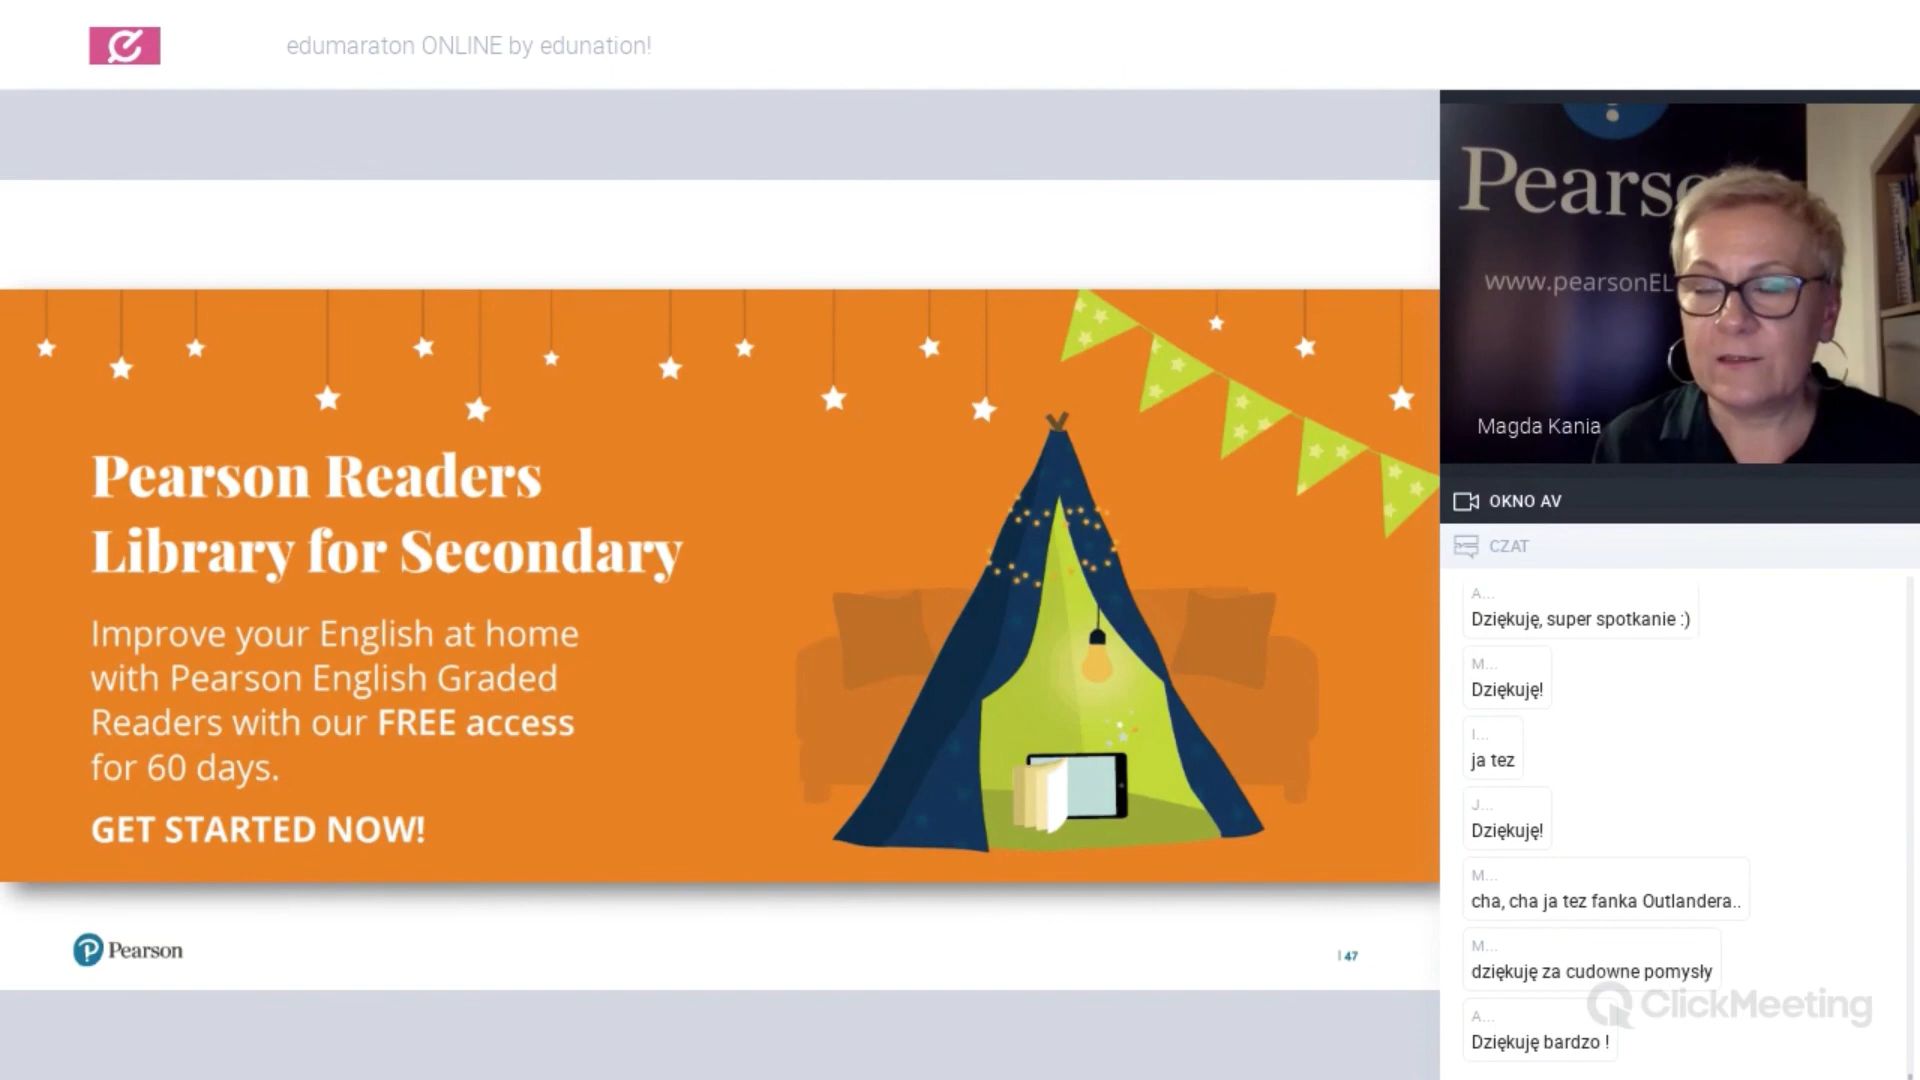 edumaraton ONLINE by edunation!
Pearson Readers
Library for Secondary
Improve your English at home
with Pearson English Graded
Readers with our FREE access
for 60 days.
GET STARTED NOW!
Pearson
| 47
Pearso
www.pearsonEL
Magda Kania
OKNO AV
CZAT
A...
Dziękuję, super spotkanie :)
M...
Dziękuję!
I...
ja tez
J...
Dziękuję!
M...
cha, cha ja tez fanka Outlandera..
M...
dziękuję za cudowne pomysły
ClickMeeting
A...
Dziękuję bardzo !